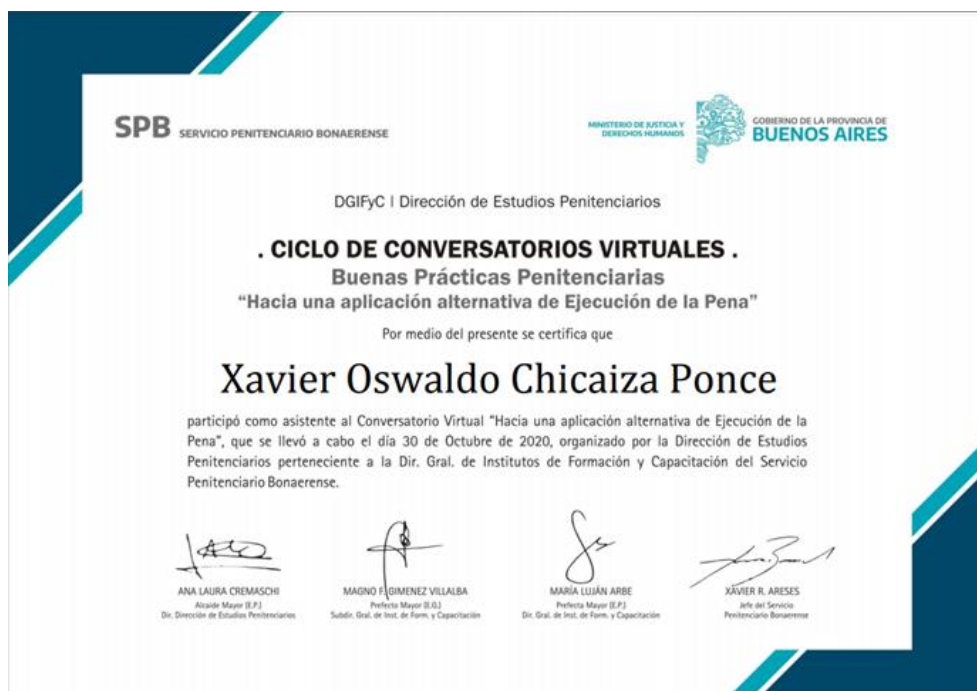 SPB SERVICIO PENITENCIARIO BONAERENSE
MINISTERIO DE JUSTICIA Y
DERECHOS HUMANOS
GOBIERNO DE LA PROVINCIA DE
BUENOS AIRES
DGIFyC | Dirección de Estudios Penitenciarios
. CICLO DE CONVERSATORIOS VIRTUALES .
Buenas Prácticas Penitenciarias
“Hacia una aplicación alternativa de Ejecución de la Pena”
Por medio del presente se certifica que
Xavier Oswaldo Chicaiza Ponce
participó como asistente al Conversatorio Virtual “Hacia una aplicación alternativa de Ejecución de la
Pena”, que se llevó a cabo el día 30 de Octubre de 2020, organizado por la Dirección de Estudios
Penitenciarios perteneciente a la Dir. Gral. de Institutos de Formación y Capacitación del Servicio
Penitenciario Bonaerense.
ANA LAURA CREMASCHI
Alcaide Mayor (E.P.)
Dir. Dirección de Estudios Penitenciarios
MAGNO F. GIMENEZ VILLALBA
Prefecto Mayor (E.G.)
Subdir. Gral. de Inst. de Form. y Capacitación
MARÍA LUJÁN ARBE
Prefecta Mayor (E.P.)
Dir. Gral. de Inst. de Form. y Capacitación
XAVIER R. ARESES
Jefe del Servicio
Penitenciario Bonaerense